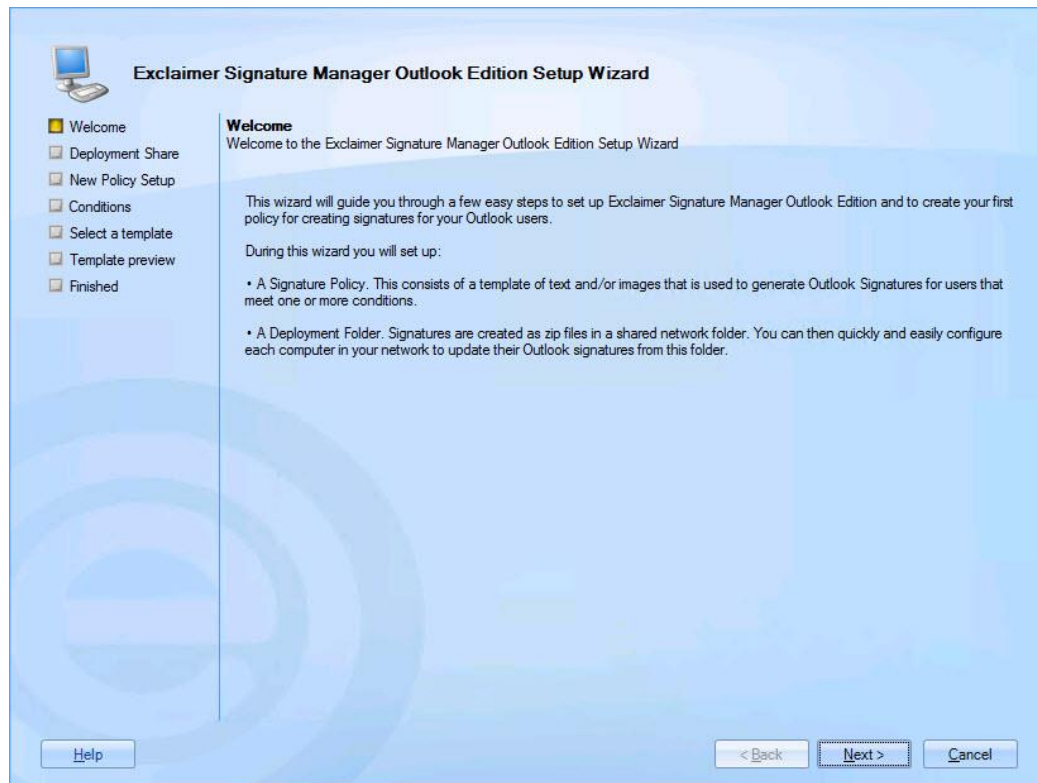 Exclaimer Signature Manager Outlook Edition Setup Wizard
Welcome
Deployment Share
New Policy Setup
Conditions
Select a template
Template preview
Finished
Welcome
Welcome to the Exclaimer Signature Manager Outlook Edition Setup Wizard
This wizard will guide you through a few easy steps to set up Exclaimer Signature Manager Outlook Edition and to create your first
policy for creating signatures for your Outlook users.
During this wizard you will set up:
• A Signature Policy. This consists of a template of text and/or images that is used to generate Outlook Signatures for users that
meet one or more conditions.
• A Deployment Folder. Signatures are created as zip files in a shared network folder. You can then quickly and easily configure
each computer in your network to update their Outlook signatures from this folder.
Help
< Back
Next >
Cancel